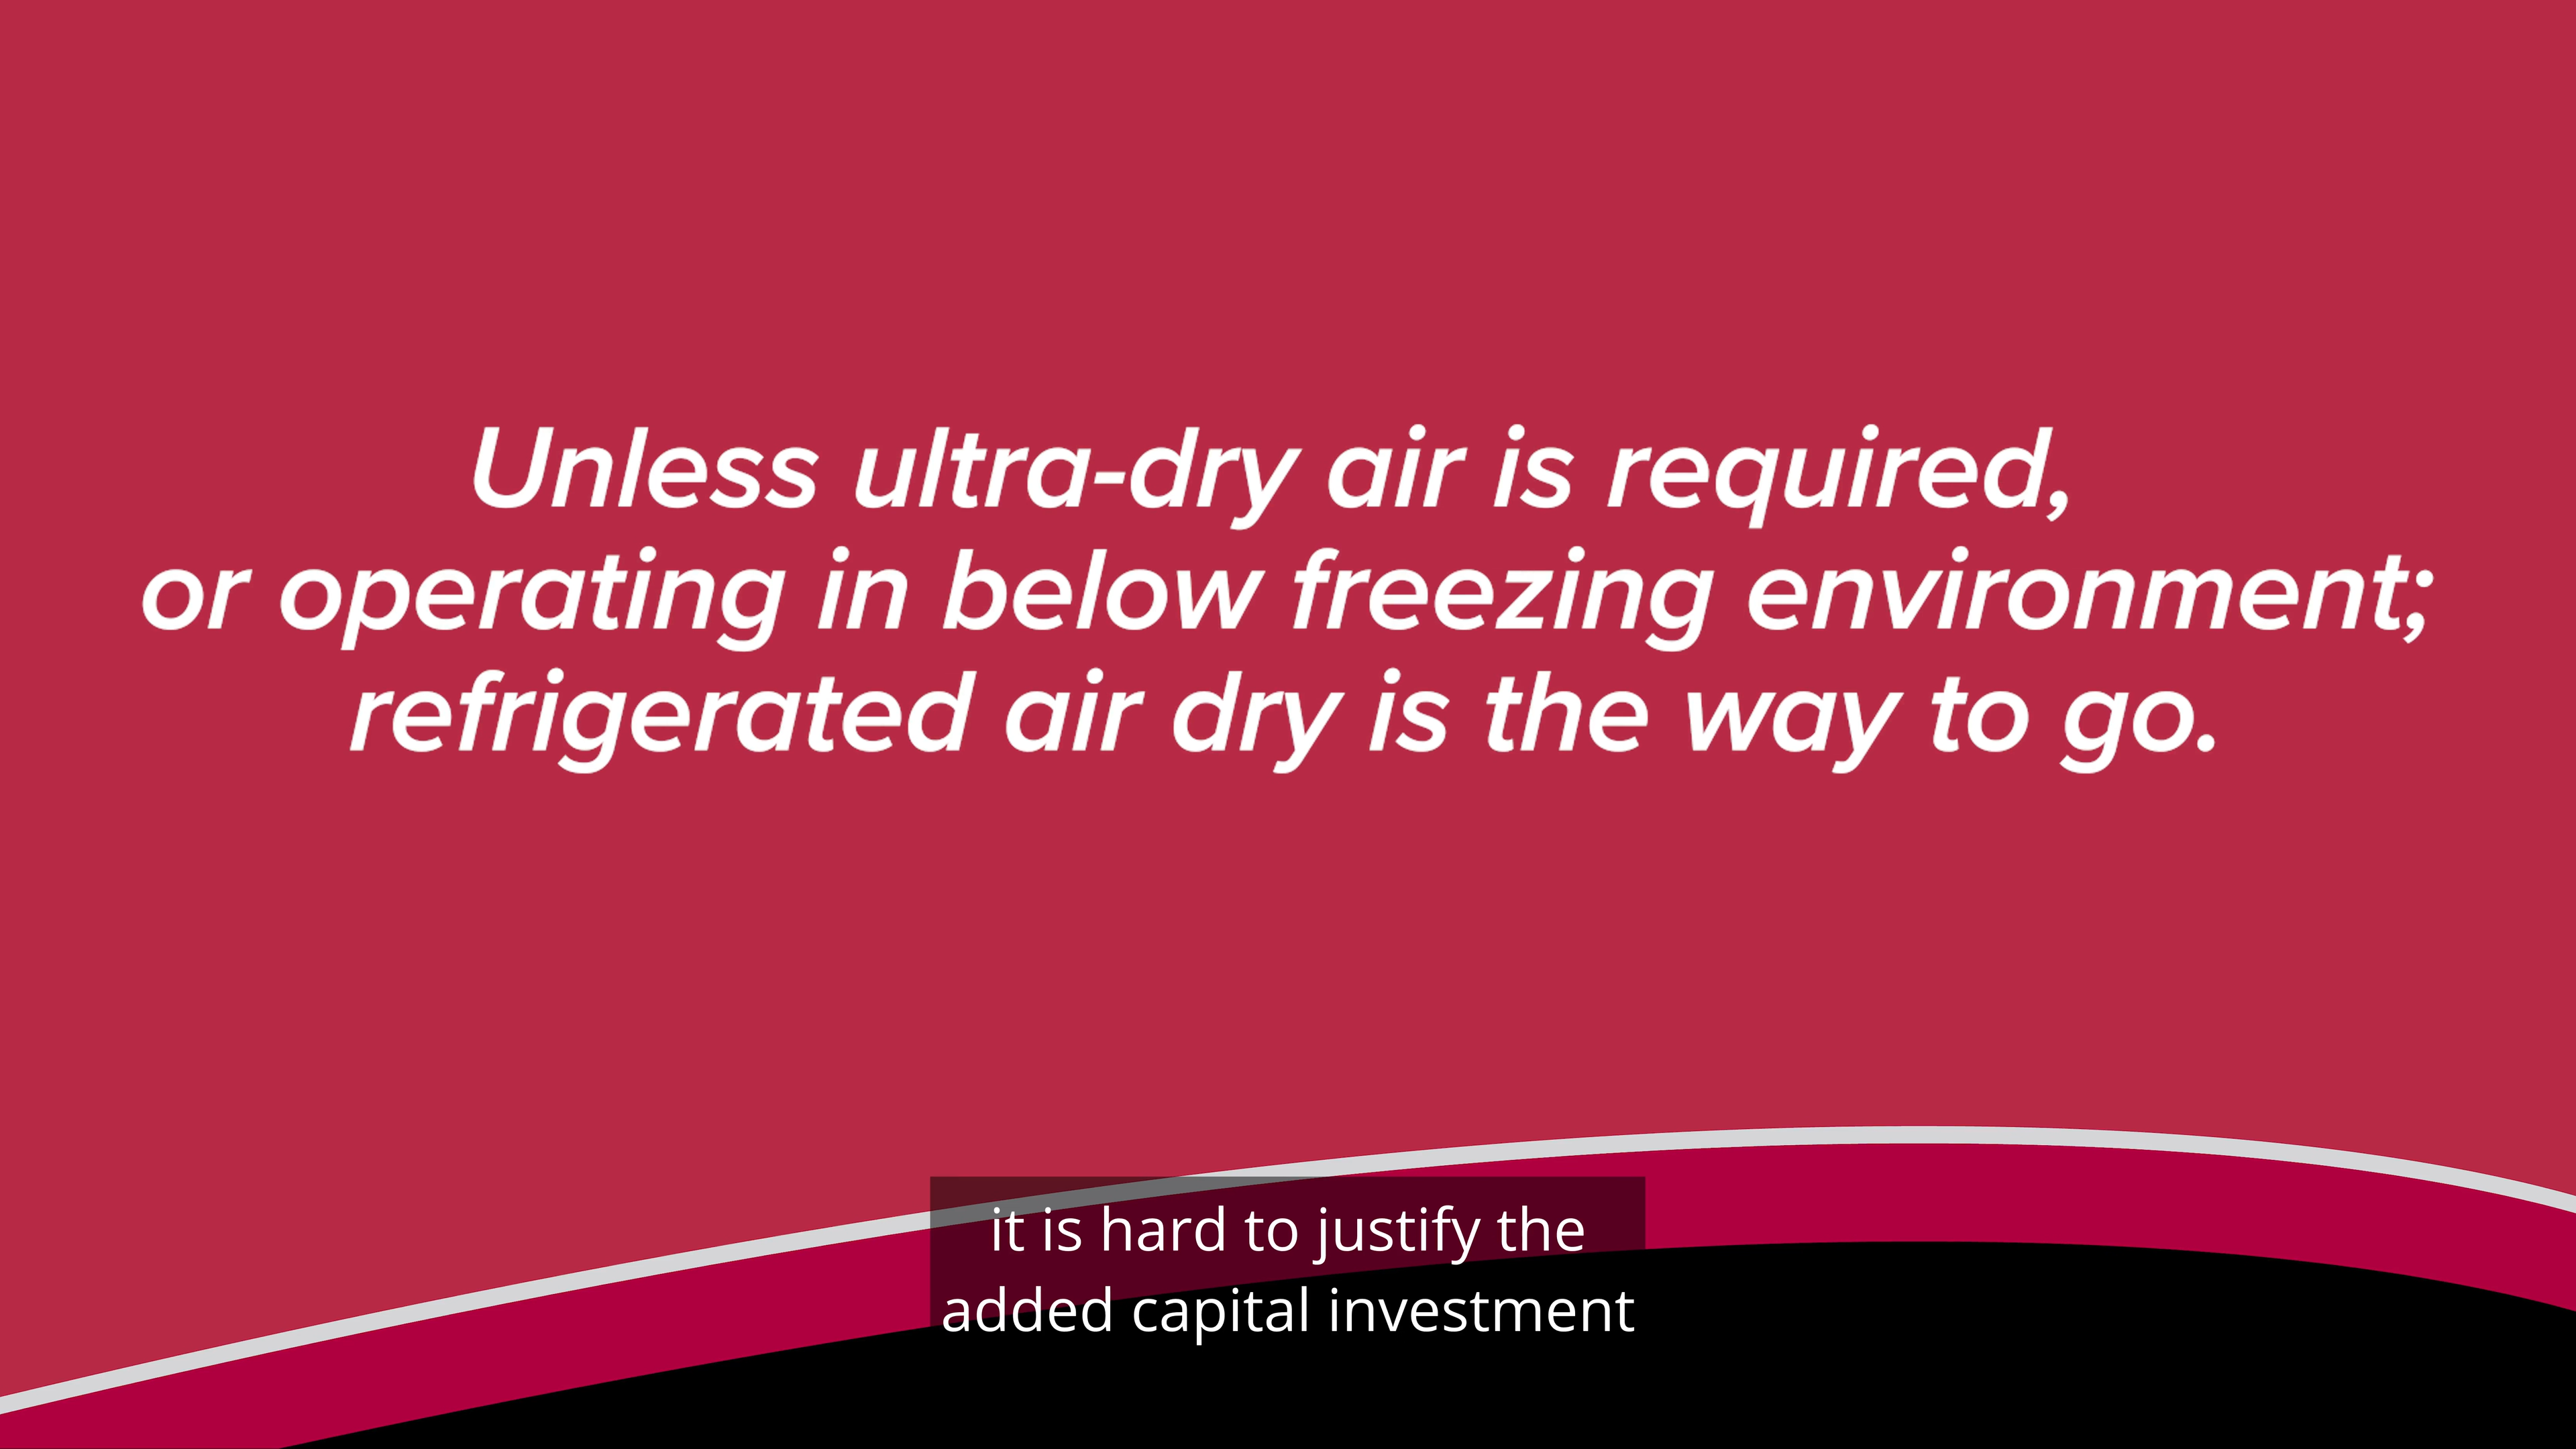 Unless ultra-dry air is required,
or operating in below freezing environment;
refrigerated air dry is the way to go.
it is hard to justify the
added capital investment